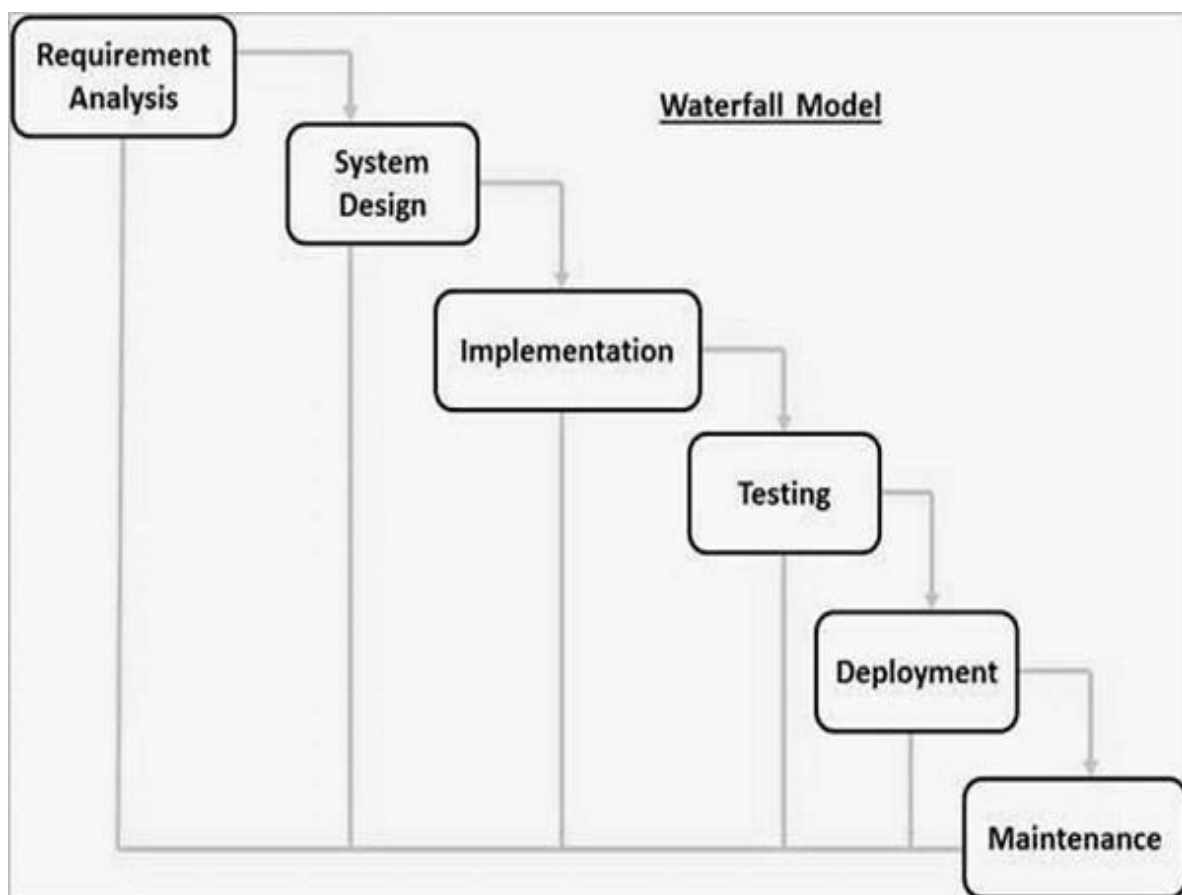 Requirement
Analysis
Waterfall Model
System
Design
Implementation
Testing
Deployment
Maintenance